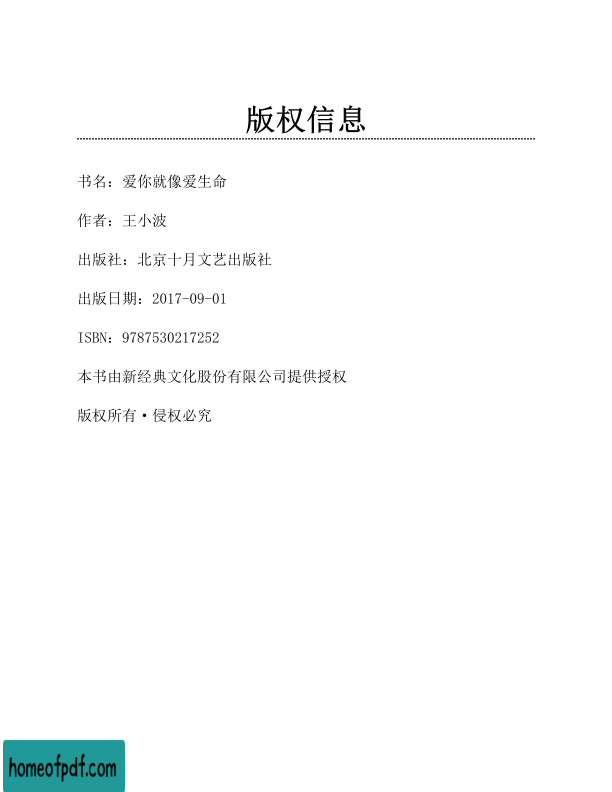 版权信息
书名：爱你就像爱生命
作者：王小波
出版社：北京十月文艺出版社
出版日期：2017-09-01
ISBN：9787530217252
本书由新经典文化股份有限公司提供授权
版权所有·侵权必究
homeofpdf.com